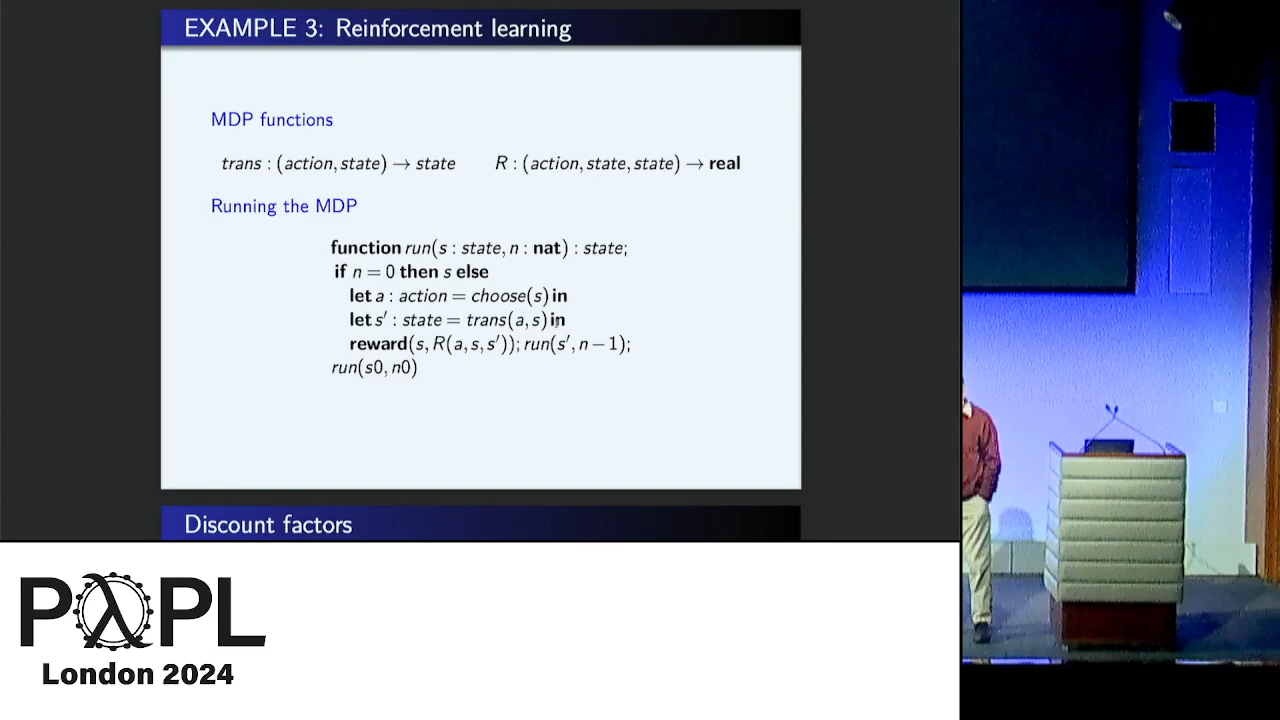 EXAMPLE 3: Reinforcement learning
MDP functions
trans : (action, state) → state R : (action, state, state) → real
Running the MDP
function run(s : state, n : nat) : state;
if n = 0 then s else
let a : action = choose(s) in
let s′ : state = trans(a, s) in
reward(s, R(a, s, s′)); run(s′, n − 1);
run(s0, n0)
Discount factors
PλPL
London 2024